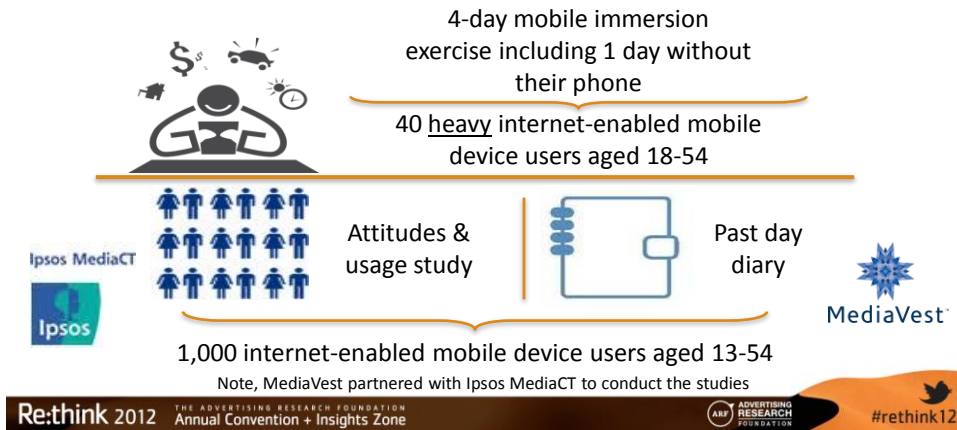 4-day mobile immersion
exercise including 1 day without
their phone
40 heavy internet-enabled mobile
device users aged 18-54
$
$
Attitudes &
usage study
Past day
diary
Ipsos MediaCT
Ipsos
MediaVest
1,000 internet-enabled mobile device users aged 13-54
Note, MediaVest partnered with Ipsos MediaCT to conduct the studies
Re:think 2012
THE ADVERTISING RESEARCH FOUNDATION
Annual Convention + Insights Zone
ARF
ADVERTISING
RESEARCH
FOUNDATION
#rethink12